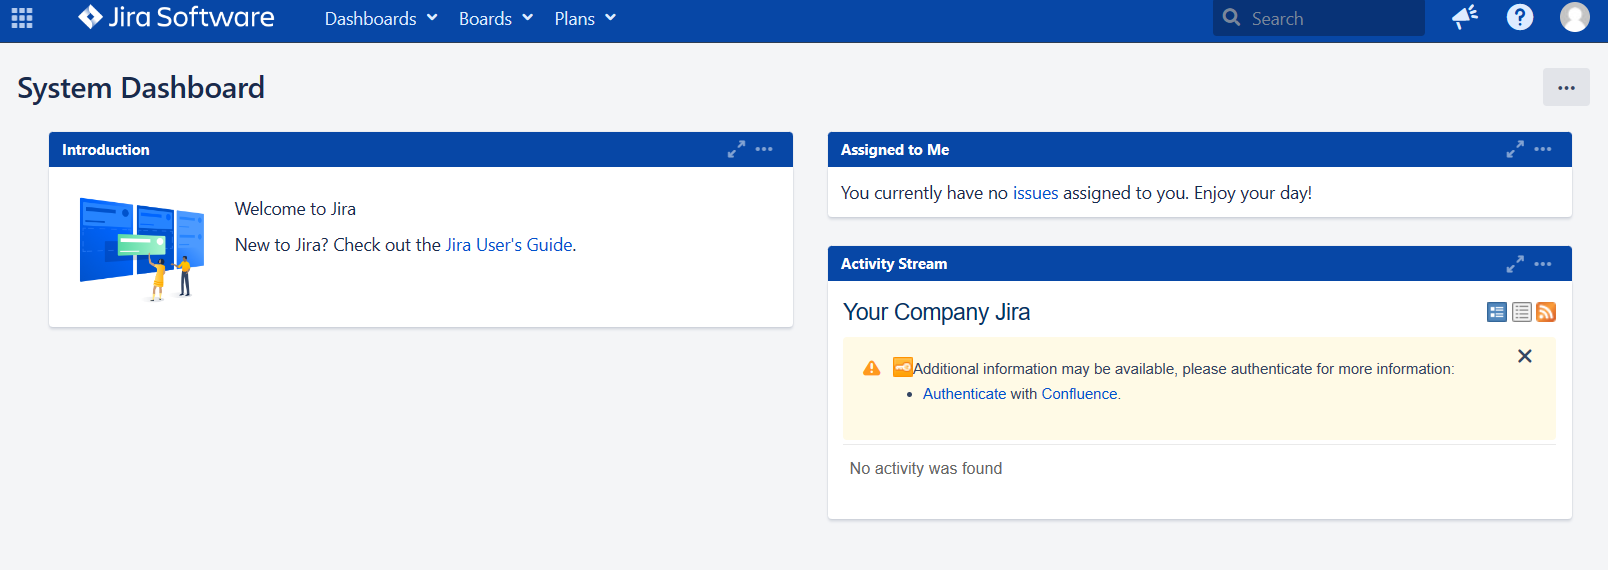 Jira Software Dashboards Boards Plans Search
System Dashboard
Introduction
Welcome to Jira
New to Jira? Check out the Jira User's Guide.
Assigned to Me
You currently have no issues assigned to you. Enjoy your day!
Activity Stream
Your Company Jira
Additional information may be available, please authenticate for more information:
• Authenticate with Confluence.
No activity was found